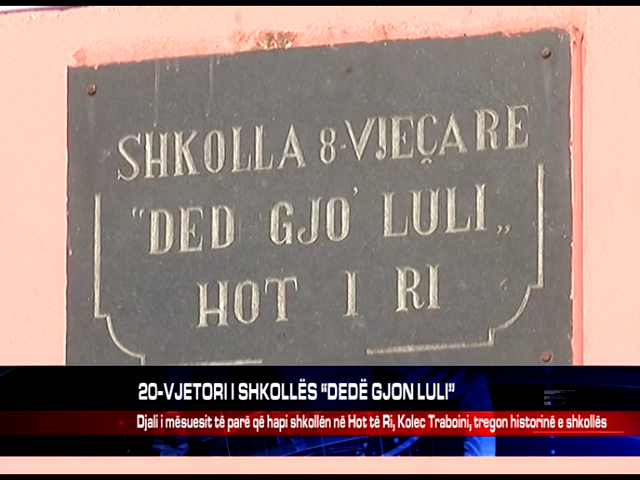 SHKOLLA 8-VJEÇARE
"DED GJO' LULI„
HOT I RI
20-VJETORI I SHKOLLËS "DEDË GJON LULI"
Djali i mësuesit të parë që hapi shkollën në Hot të Ri, Kolec Traboini, tregon historinë e shkollës